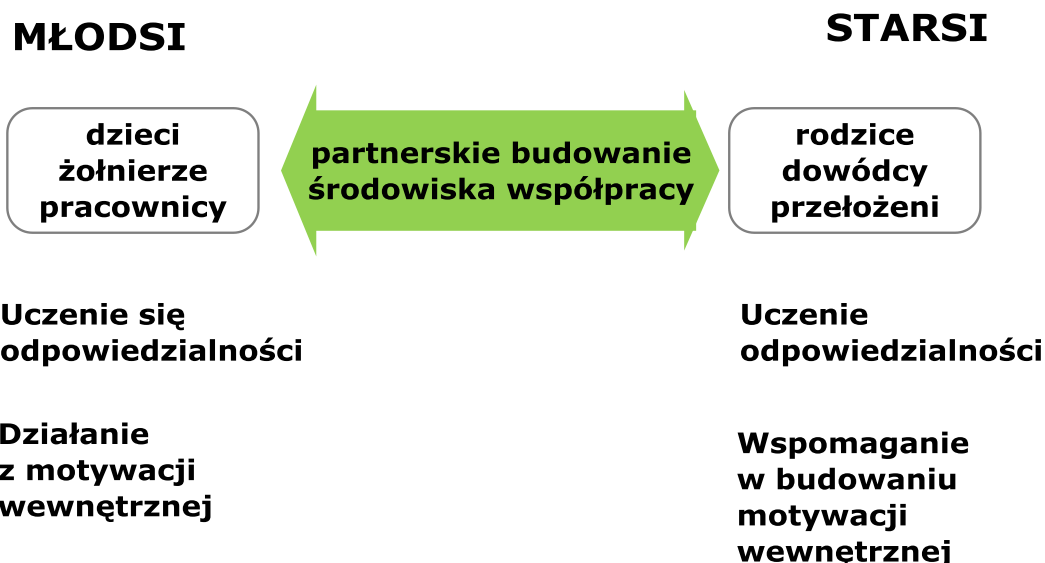 MŁODSI
STARSI
dzieci
żołnierze
pracownicy
partnerskie budowanie
środowiska współpracy
rodzice
dowódcy
przełożeni
Uczenie się
odpowiedzialności
Uczenie
odpowiedzialności
Działanie
z motywacji
wewnętrznej
Wspomaganie
w budowaniu
motywacji
wewnętrznej